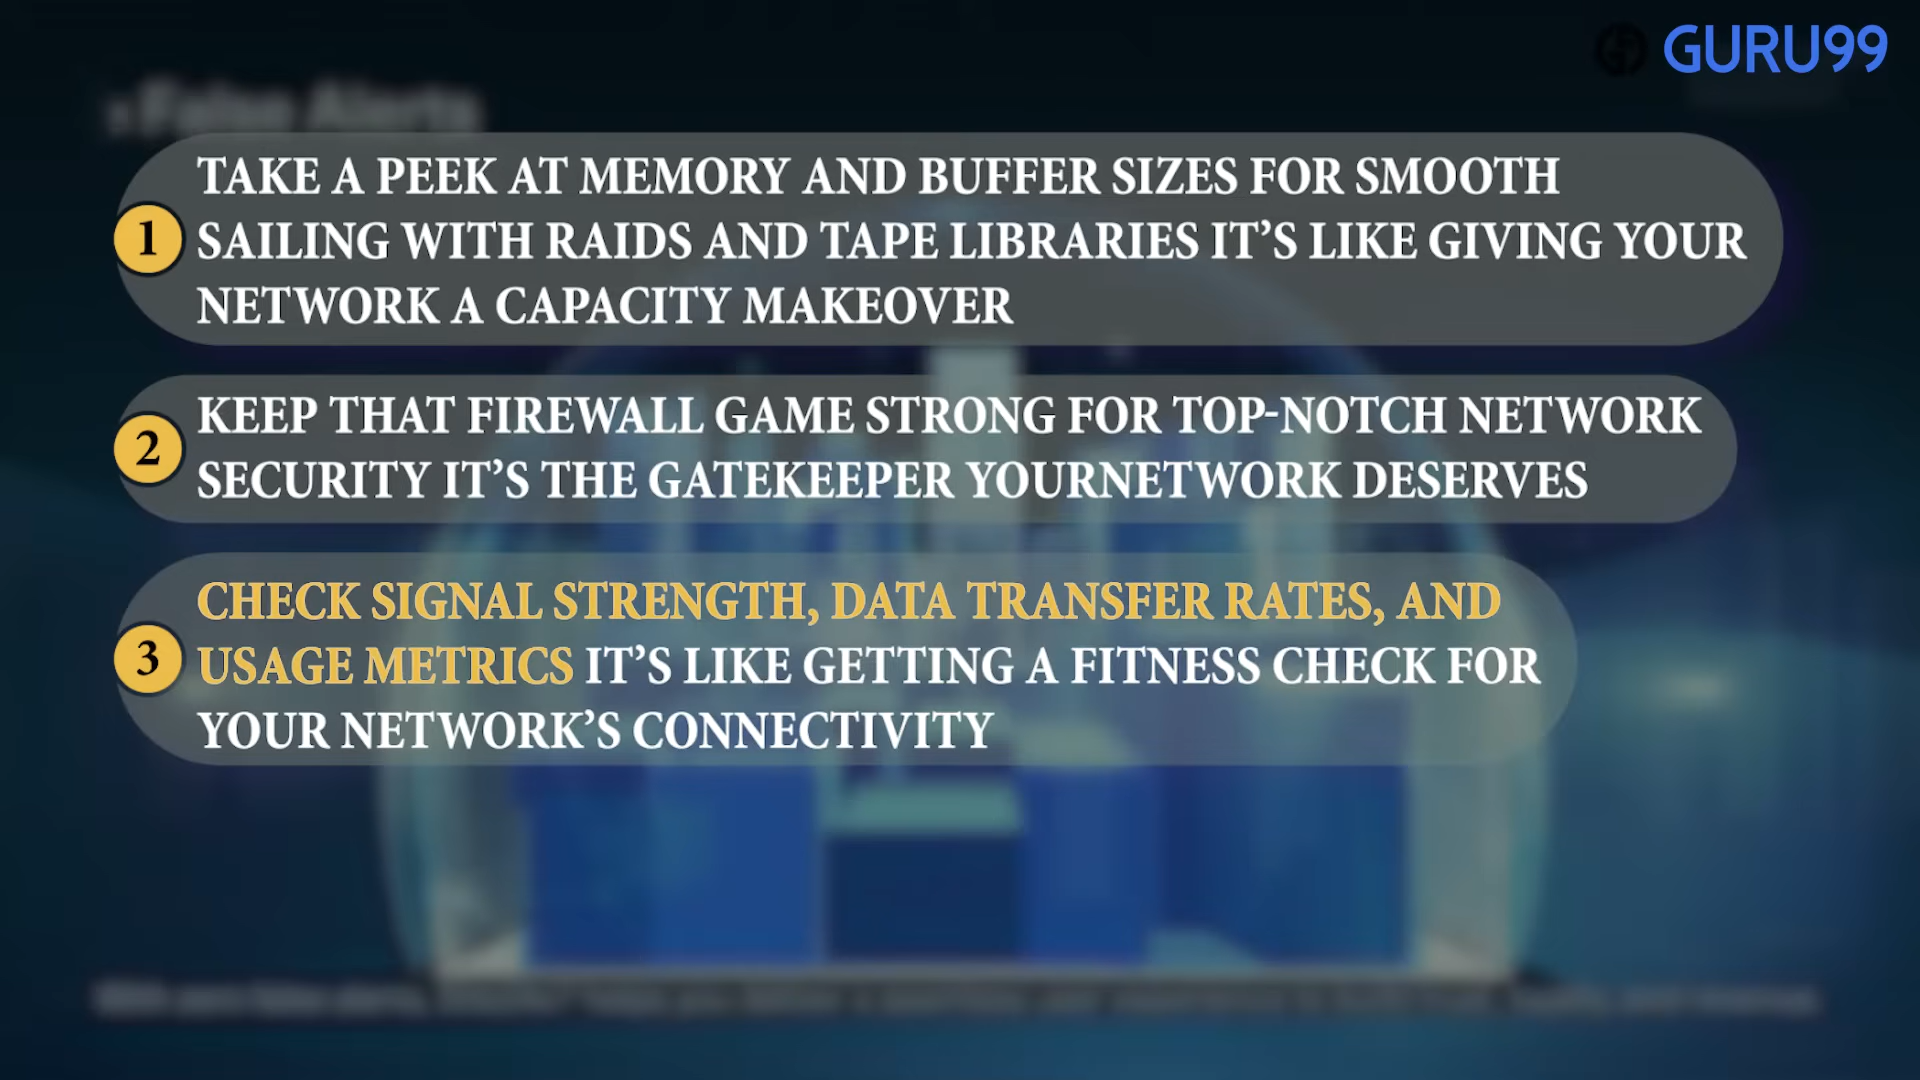 GURU99
False Alerts
TAKE A PEEK AT MEMORY AND BUFFER SIZES FOR SMOOTH
1 SAILING WITH RAIDS AND TAPE LIBRARIES IT'S LIKE GIVING YOUR
NETWORK A CAPACITY MAKEOVER
KEEP THAT FIREWALL GAME STRONG FOR TOP-NOTCH NETWORK
2 SECURITY IT'S THE GATEKEEPER YOURNETWORK DESERVES
CHECK SIGNAL STRENGTH, DATA TRANSFER RATES, AND
3 USAGE METRICS IT'S LIKE GETTING A FITNESS CHECK FOR
YOUR NETWORK'S CONNECTIVITY